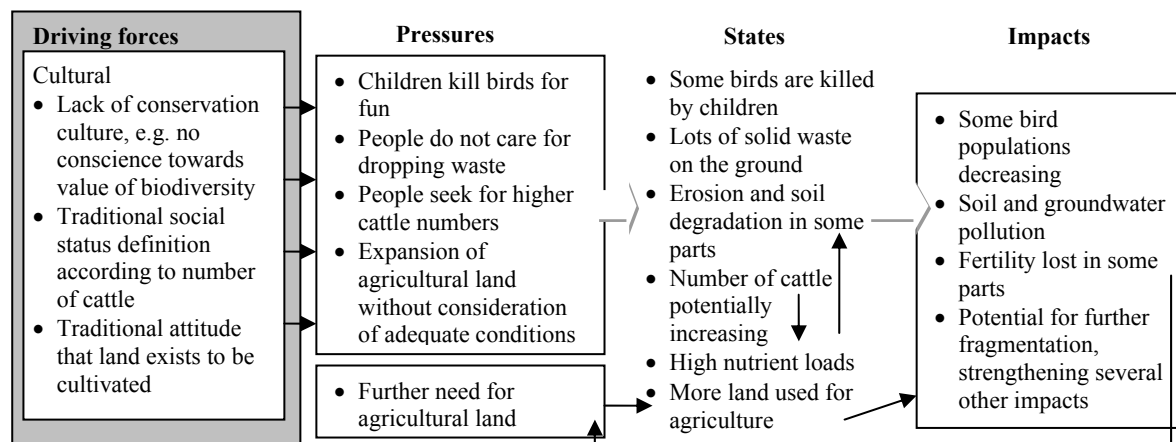 Driving forces
Cultural
• Lack of conservation
culture, e.g. no
conscience towards
value of biodiversity
• Traditional social
status definition
according to number
of cattle
• Traditional attitude
that land exists to be
cultivated
Pressures
• Children kill birds for
fun
• People do not care for
dropping waste
• People seek for higher
cattle numbers
• Expansion of
agricultural land
without consideration
of adequate conditions
• Further need for
agricultural land
States
• Some birds are killed
by children
• Lots of solid waste
on the ground
• Erosion and soil
degradation in some
parts
• Number of cattle
potentially
increasing
• High nutrient loads
• More land used for
agriculture
Impacts
• Some bird
populations
decreasing
• Soil and groundwater
pollution
• Fertility lost in some
parts
• Potential for further
fragmentation,
strengthening several
other impacts